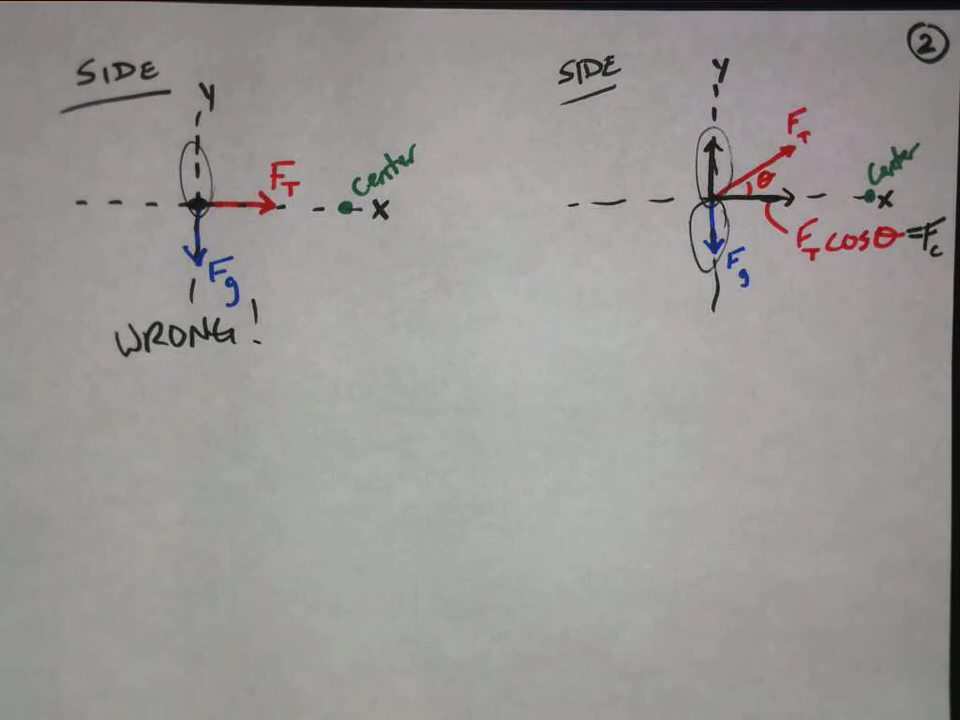 ②
SIDE
Y
F_T
center
X
F_g
WRONG!
SIDE
Y
F_T
θ
center
X
F_T cosθ = F_c
F_g